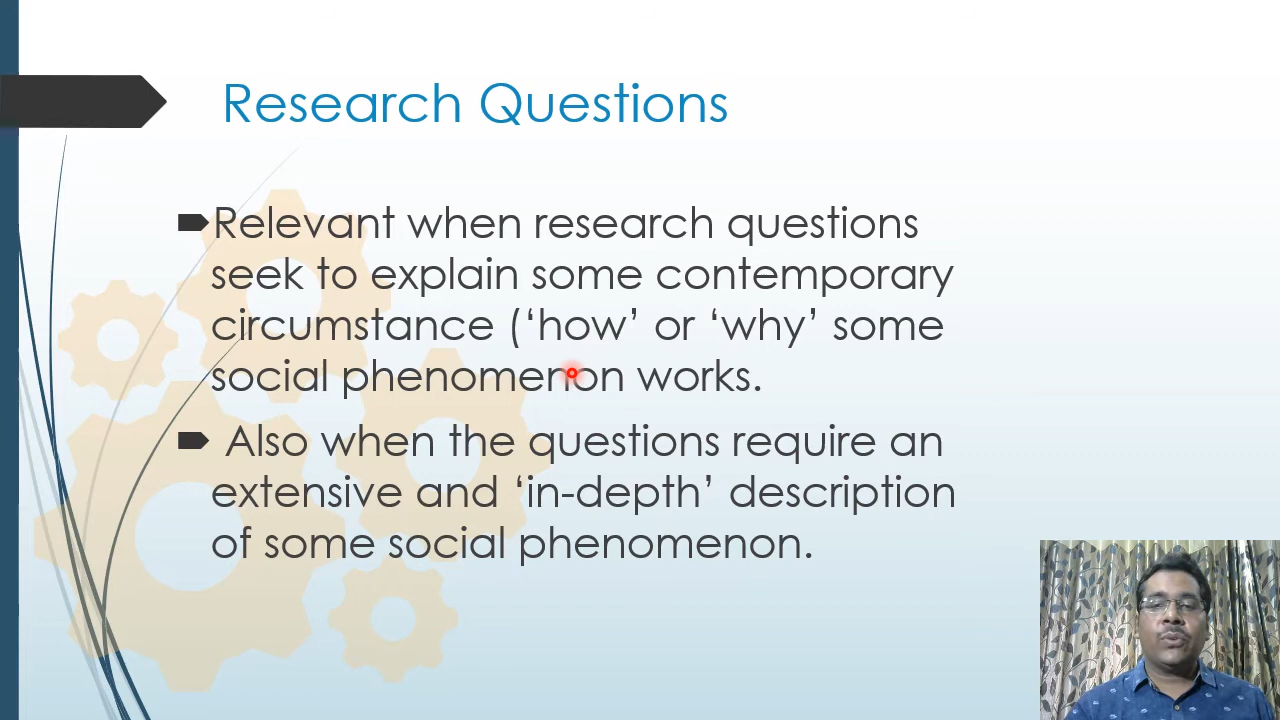 Research Questions
Relevant when research questions
seek to explain some contemporary
circumstance (‘how’ or ‘why’ some
social phenomenon works.
Also when the questions require an
extensive and ‘in-depth’ description
of some social phenomenon.